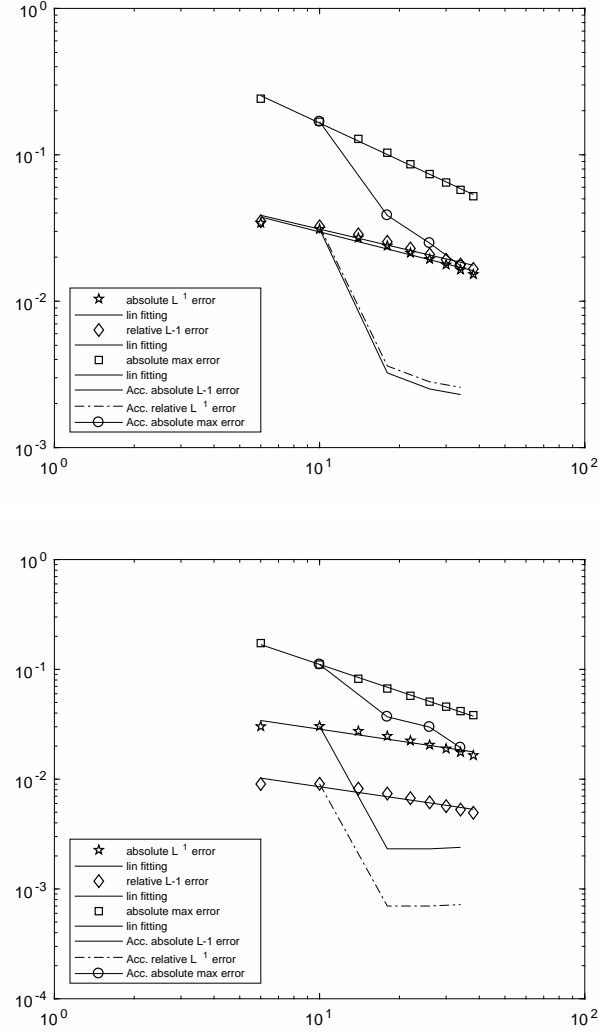 10^0
10^-1
10^-2
10^-3
absolute L ^1 error
lin fitting
relative L-1 error
lin fitting
absolute max error
lin fitting
Acc. absolute L-1 error
Acc. relative L ^1 error
Acc. absolute max error
10^0 10^1 10^2
10^0
10^-1
10^-2
10^-3
10^-4
absolute L ^1 error
lin fitting
relative L-1 error
lin fitting
absolute max error
lin fitting
Acc. absolute L-1 error
Acc. relative L ^1 error
Acc. absolute max error
10^0 10^1 10^2